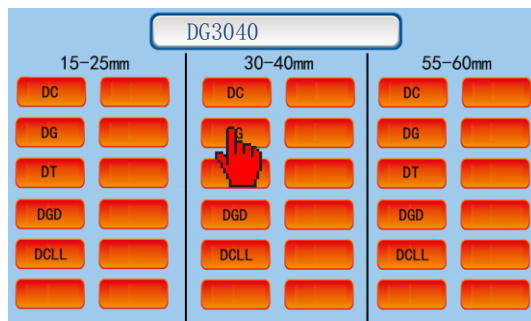 DG3040
15-25mm 30-40mm 55-60mm
DC DC DC
DG G DG
DT DT
DGD DGD DGD
DCLL DCLL DCLL